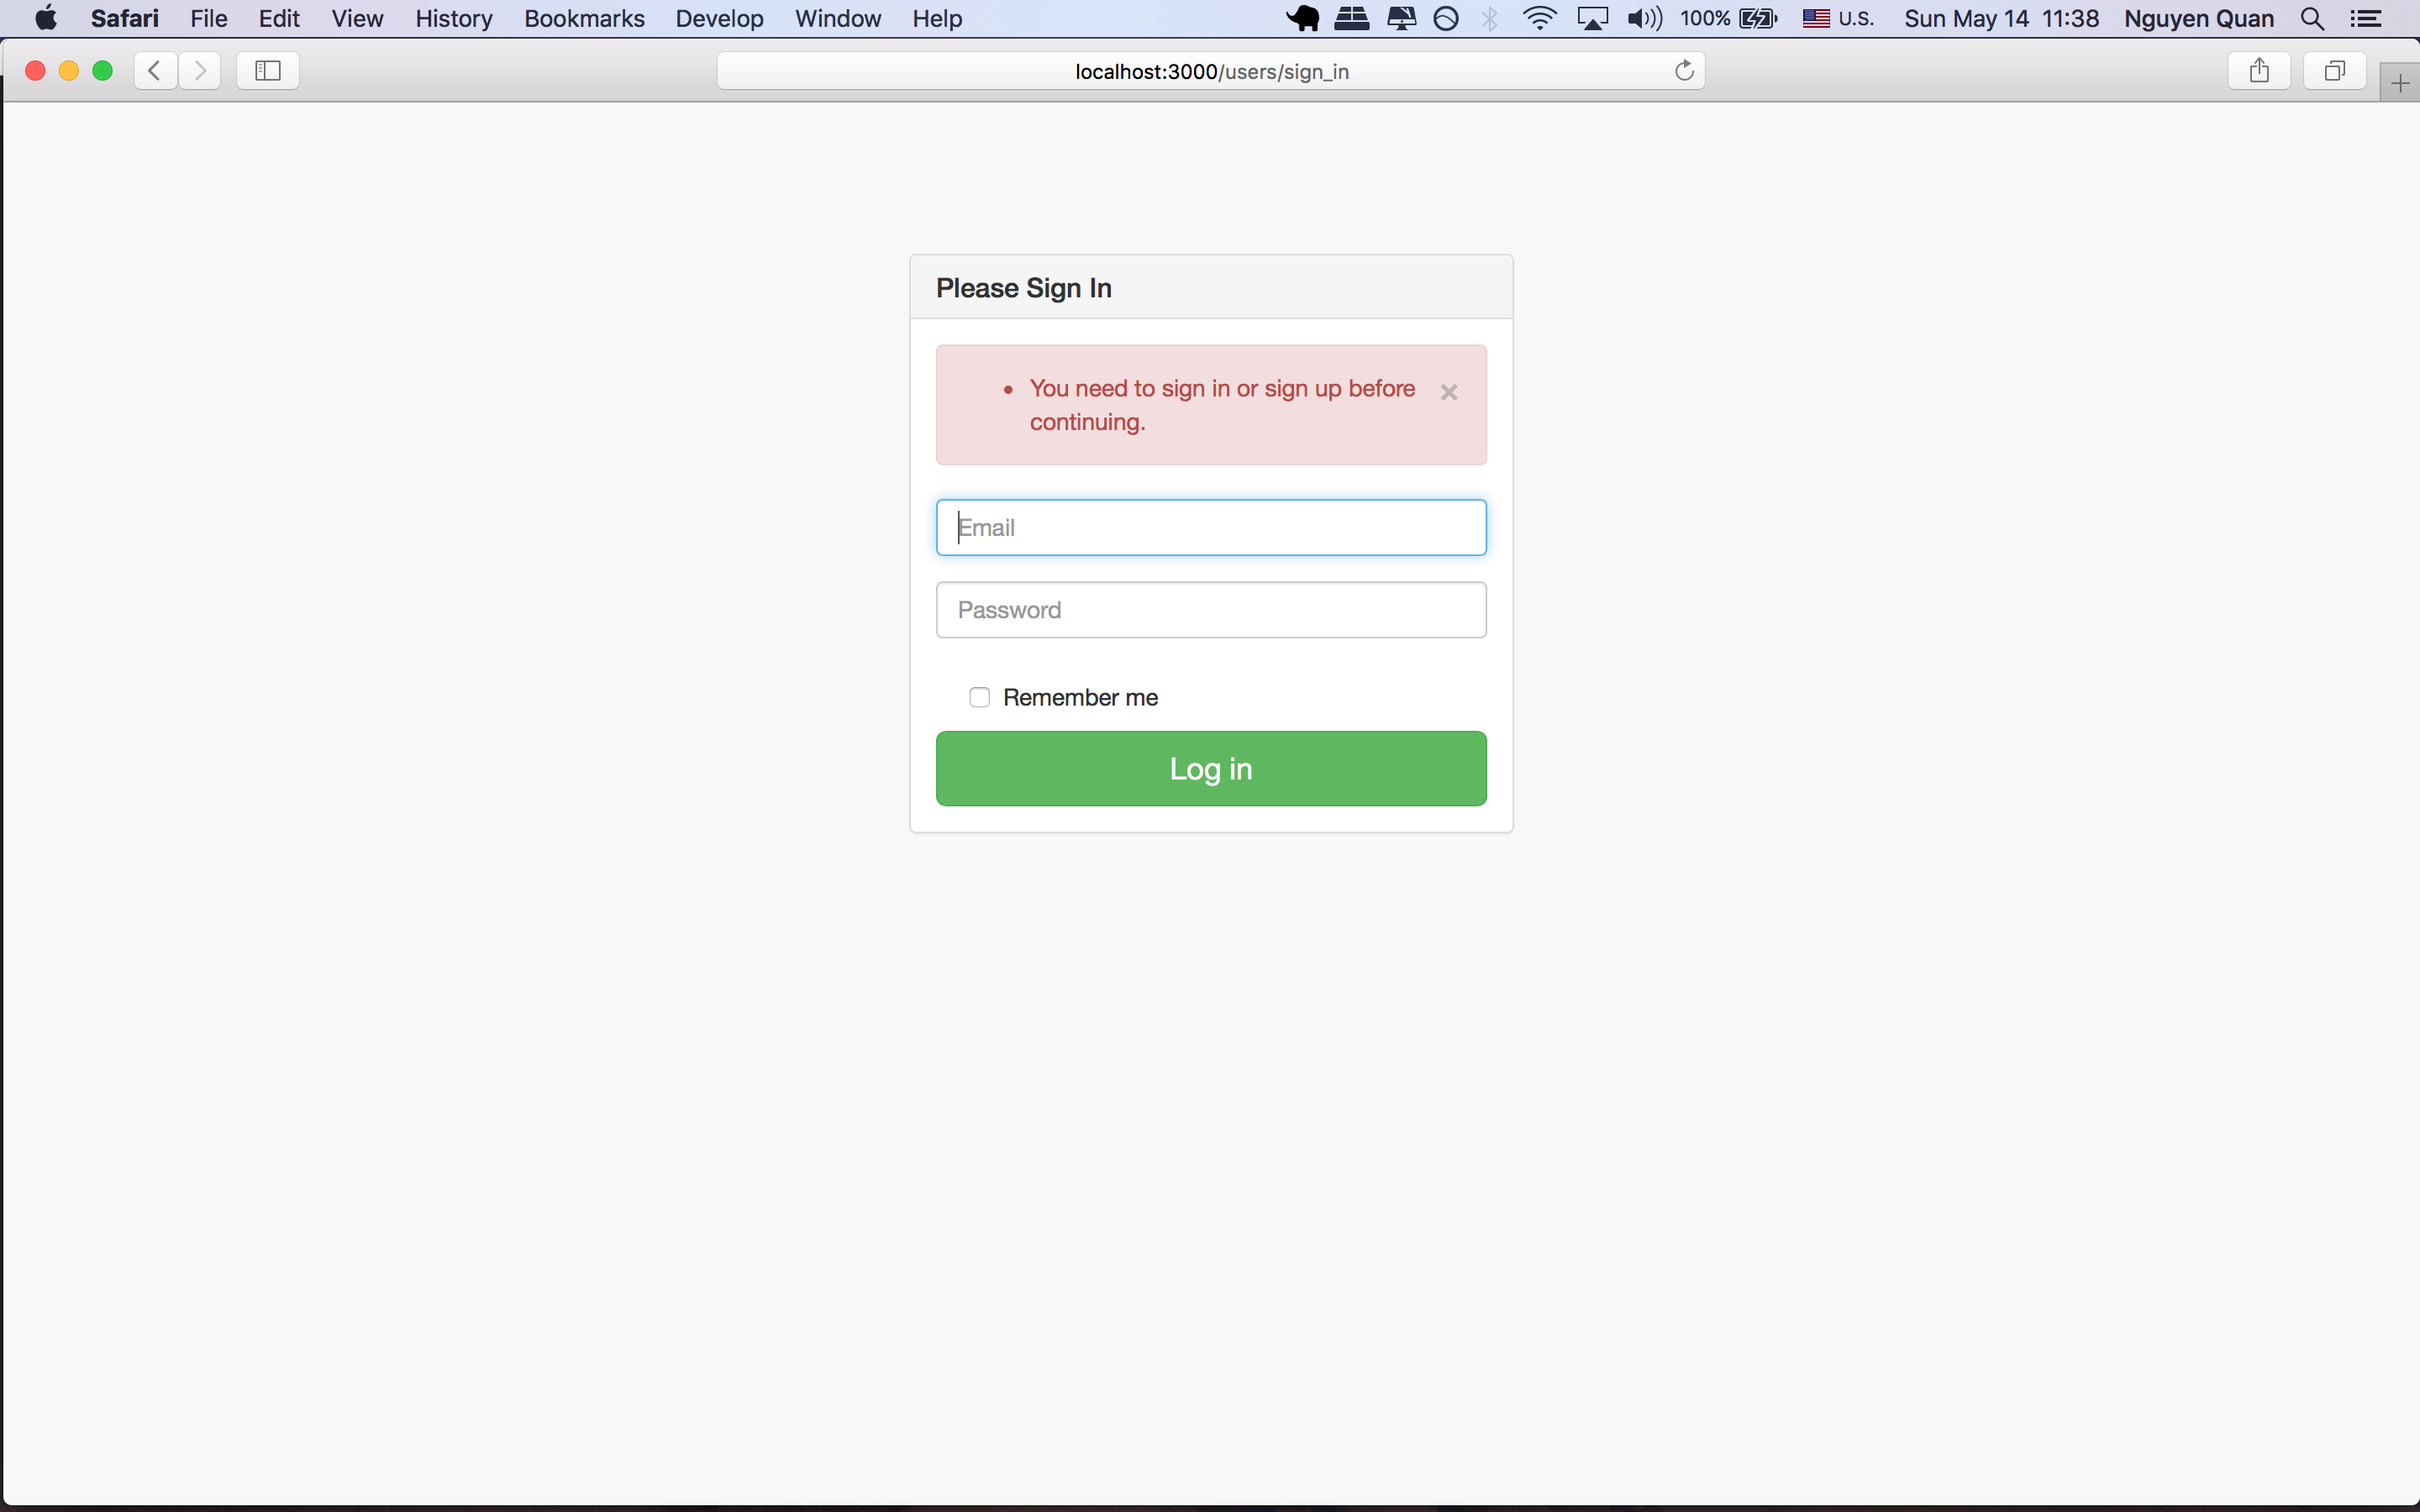 Safari File Edit View History Bookmarks Develop Window Help 100% U.S. Sun May 14 11:38 Nguyen Quan
localhost:3000/users/sign_in
Please Sign In
You need to sign in or sign up before
continuing.
Email
Password
Remember me
Log in